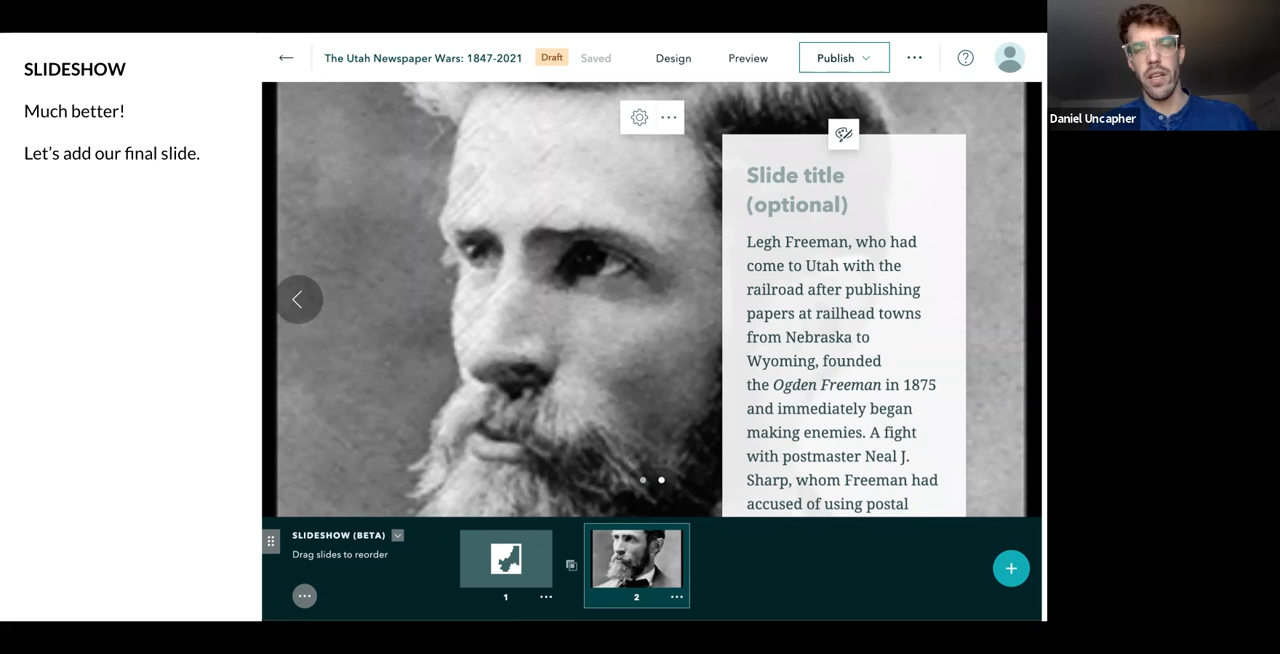 SLIDESHOW
Much better!
Let's add our final slide.
The Utah Newspaper Wars: 1847-2021
Draft
Saved
Design
Preview
Publish
Slide title
(optional)
Legh Freeman, who had
come to Utah with the
railroad after publishing
papers at railhead towns
from Nebraska to
Wyoming, founded
the Ogden Freeman in 1875
and immediately began
making enemies. A fight
with postmaster Neal J.
Sharp, whom Freeman had
accused of using postal
SLIDESHOW (BETA)
Drag slides to reorder
1
2
Daniel Uncapher